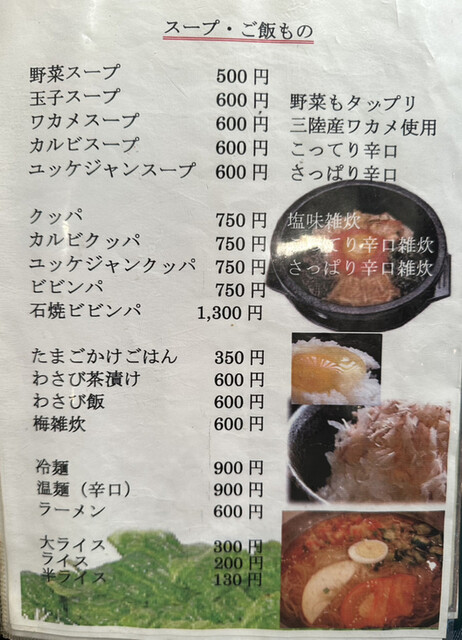 スープ・ご飯もの
野菜スープ 500円
玉子スープ 600円 野菜もタップリ
ワカメスープ 600円 三陸産ワカメ使用
カルビスープ 600円 こってり辛口
ユッケジャンスープ 600円 さっぱり辛口
クッパ 750円 塩味雑炊
カルビクッパ 750円 こってり辛口雑炊
ユッケジャンクッパ 750円 さっぱり辛口雑炊
ビビンパ 750円
石焼ビビンパ 1,300円
たまごかけごはん 350円
わさび茶漬け 600円
わさび飯 600円
梅雑炊 600円
冷麺 900円
温麺（辛口） 900円
ラーメン 600円
大ライス 300円
ライス 200円
半ライス 130円